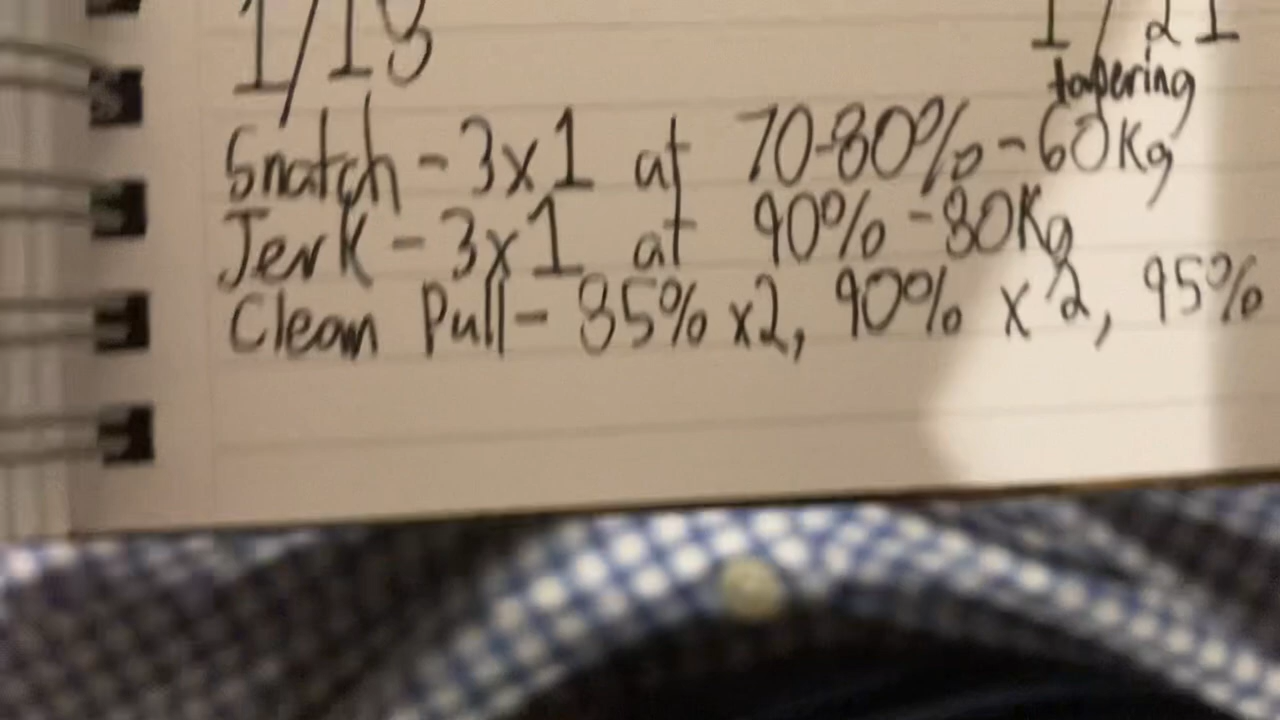 1/18 1/21
tapering
Snatch - 3x1 at 70-80% - 60Kg
Jerk - 3x1 at 90% - 80Kg
Clean Pull - 85% x2, 90% x2, 95%